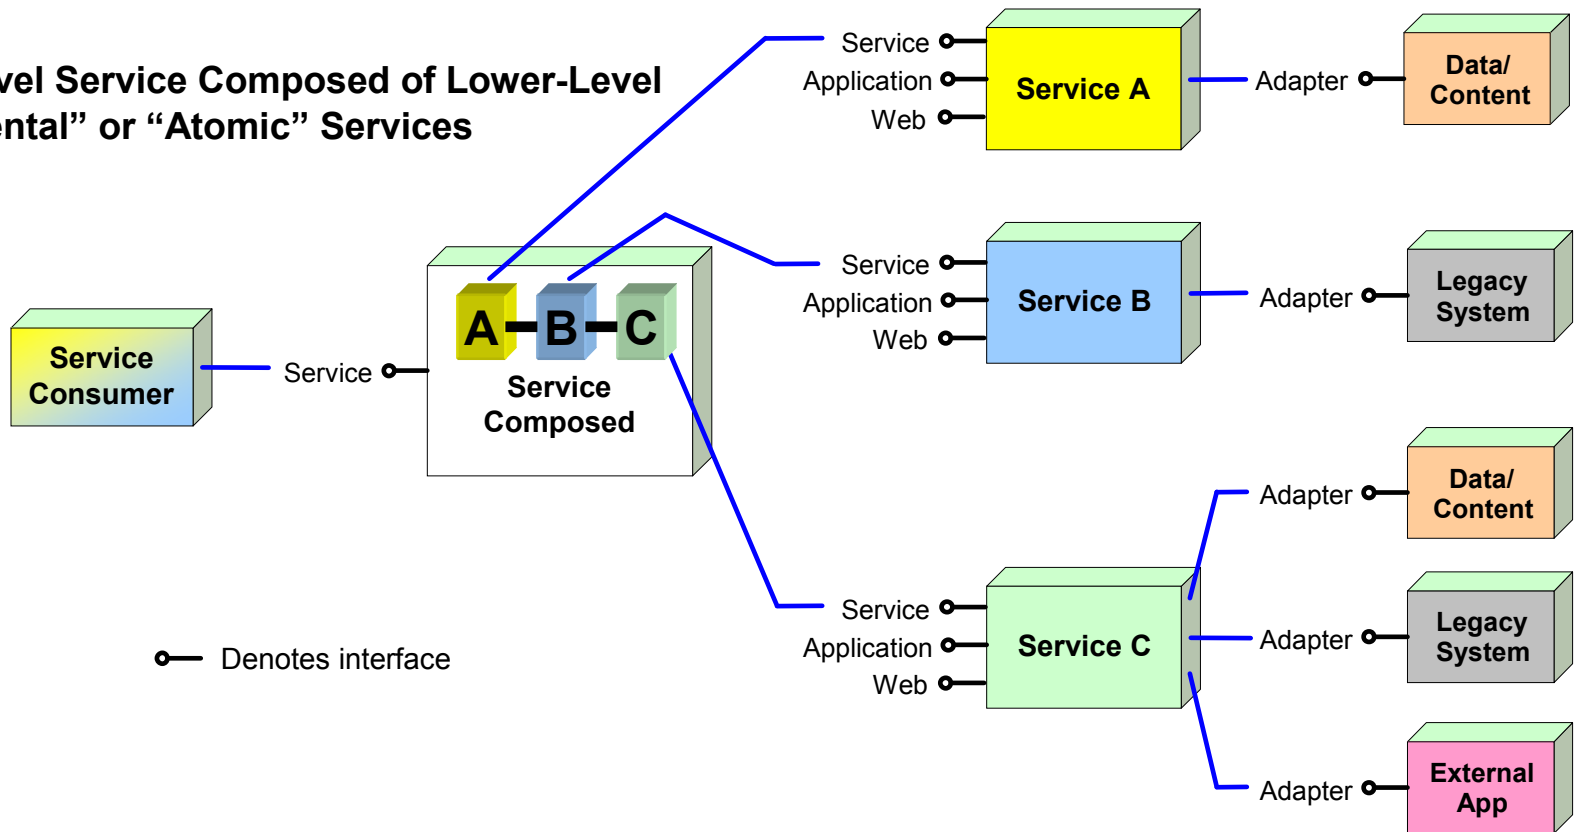 vel Service Composed of Lower-Level
ental” or “Atomic” Services
Service
Consumer
Service
A B C
Service
Composed
Service
Application
Web
Service A
Adapter
Data/
Content
Service
Application
Web
Service B
Adapter
Legacy
System
Service
Application
Web
Service C
Adapter
Data/
Content
Adapter
Legacy
System
Adapter
External
App
Denotes interface